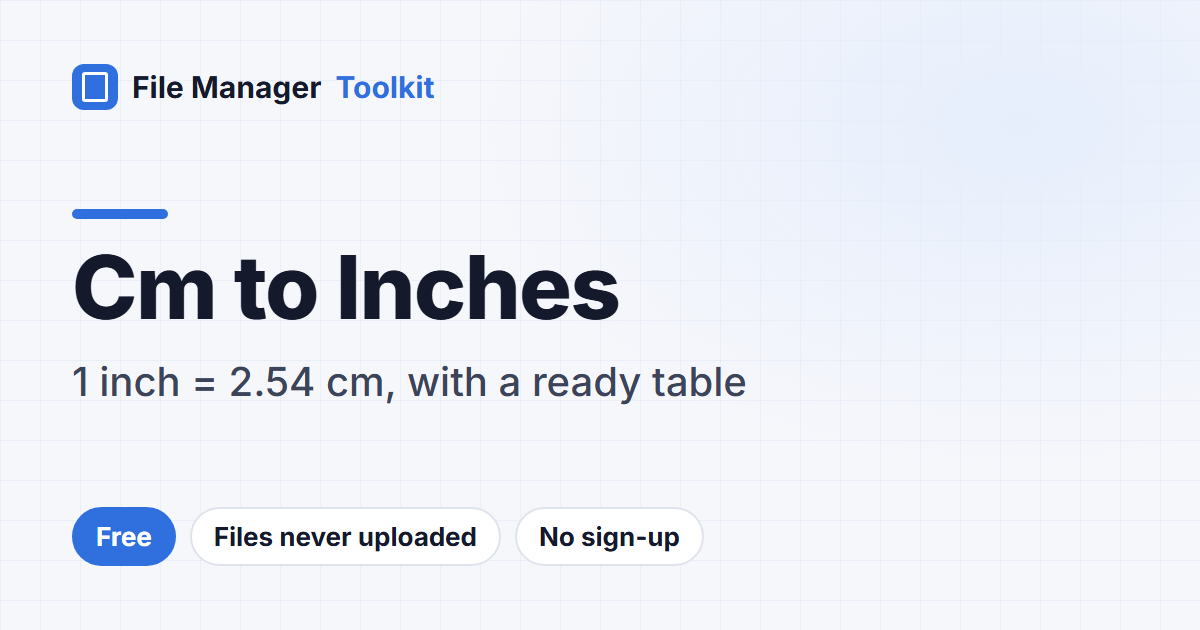 File Manager Toolkit
Cm to Inches
1 inch = 2.54 cm, with a ready table
Free
Files never uploaded
No sign-up